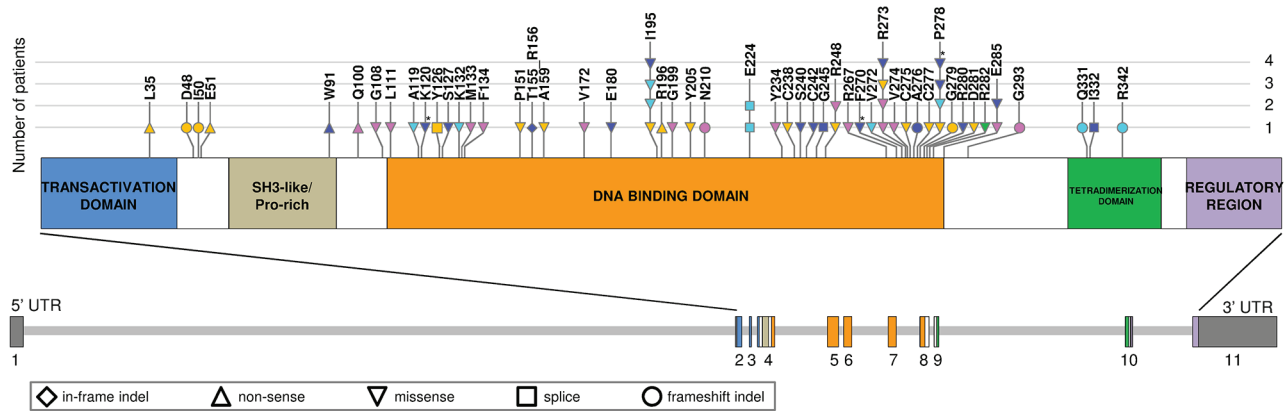 Number of patients
L35
D48
I50
E51
W91
Q100
G108
L111
A119
K120
Y126
S127
K132
M133
F134
P151
T155
R156
A159
V172
E180
I195
R196
G199
Y205
N210
E224
Y234
C238
S240
C242
G245
R248
R267
F270
V272
R273
V274
C275
A276
C277
P278
G279
R280
D281
R282
E285
G293
Q331
I332
R342
*
*
*
4
3
2
1
TRANSACTIVATION
DOMAIN
SH3-like/
Pro-rich
DNA BINDING DOMAIN
TETRADIMERIZATION
DOMAIN
REGULATORY
REGION
5' UTR
3' UTR
1 2 3 4 5 6 7 8 9 10 11
in-frame indel non-sense missense splice frameshift indel